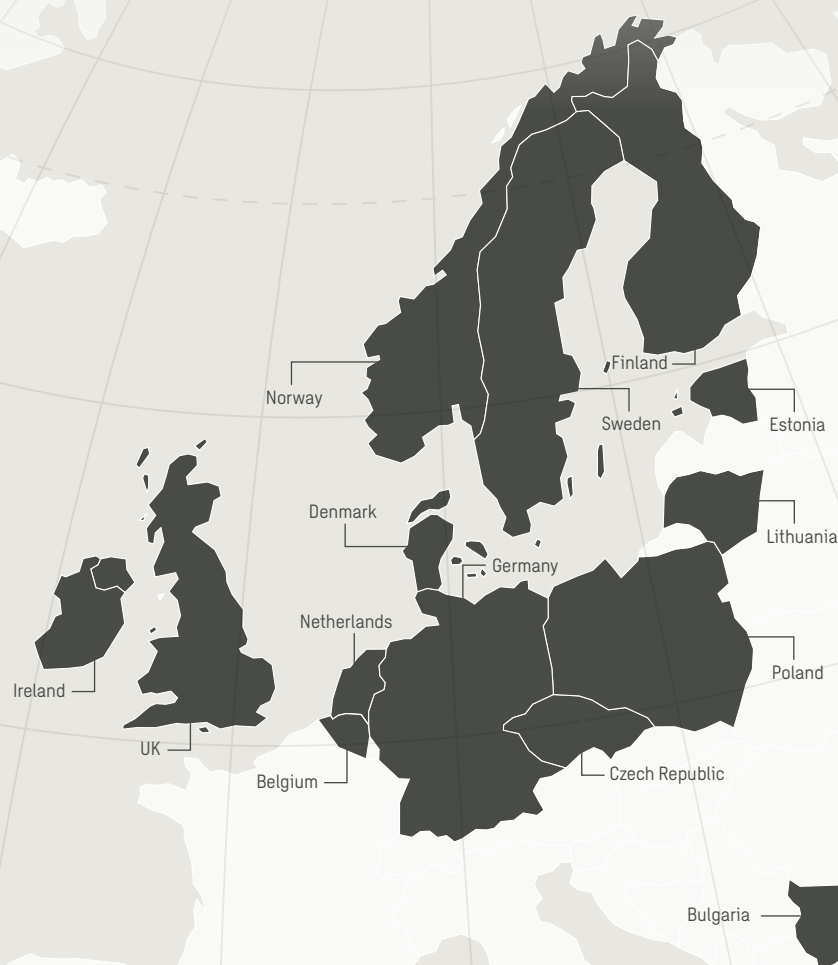 Finland
Norway
Sweden
Estonia
Denmark
Lithuania
Germany
Netherlands
Poland
Ireland
UK
Czech Republic
Belgium
Bulgaria